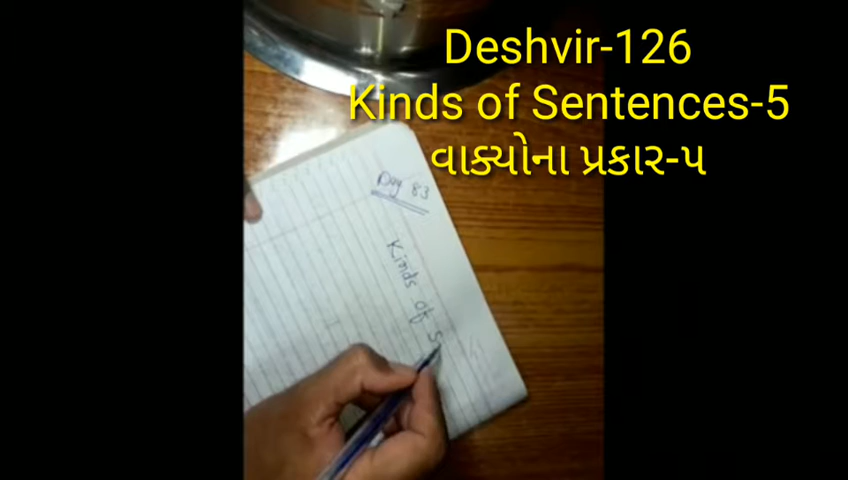 Deshvir-126
Kinds of Sentences-5
વાક્યોના પ્રકાર-૫
Day 83
Kinds of S